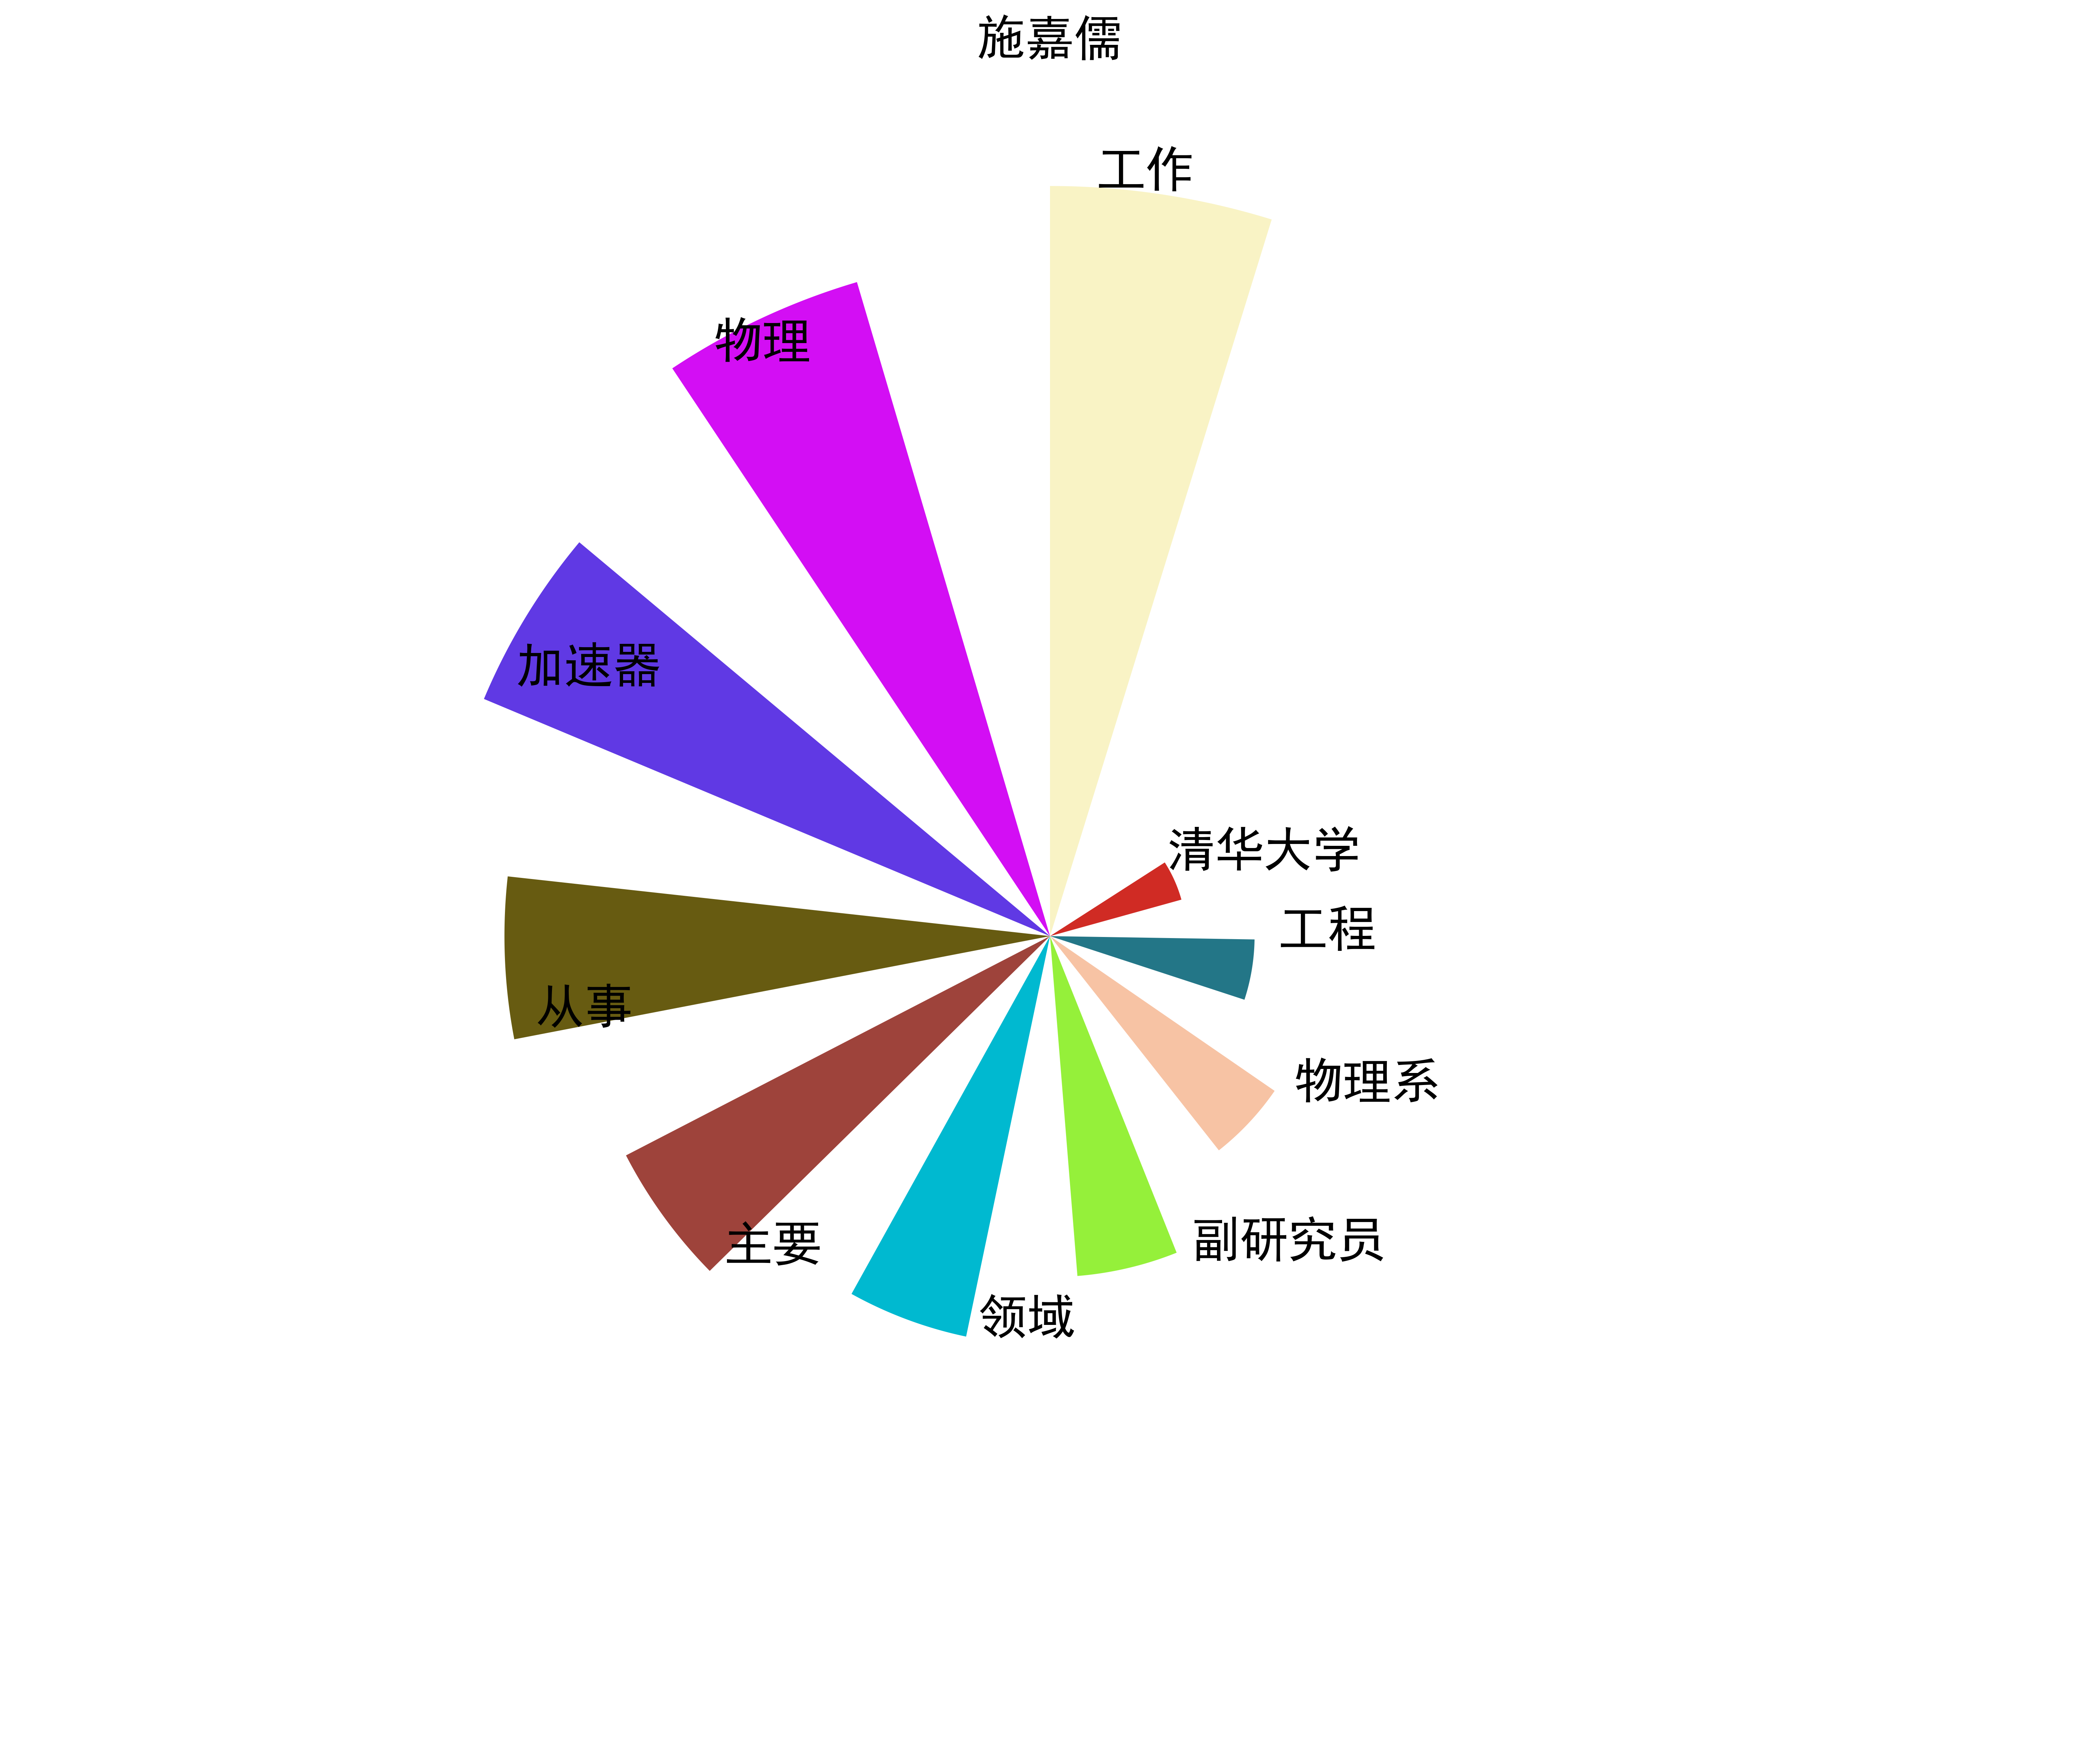 施嘉儒
工作
物理
加速器
清华大学
工程
从事
物理系
副研究员
主要
领域